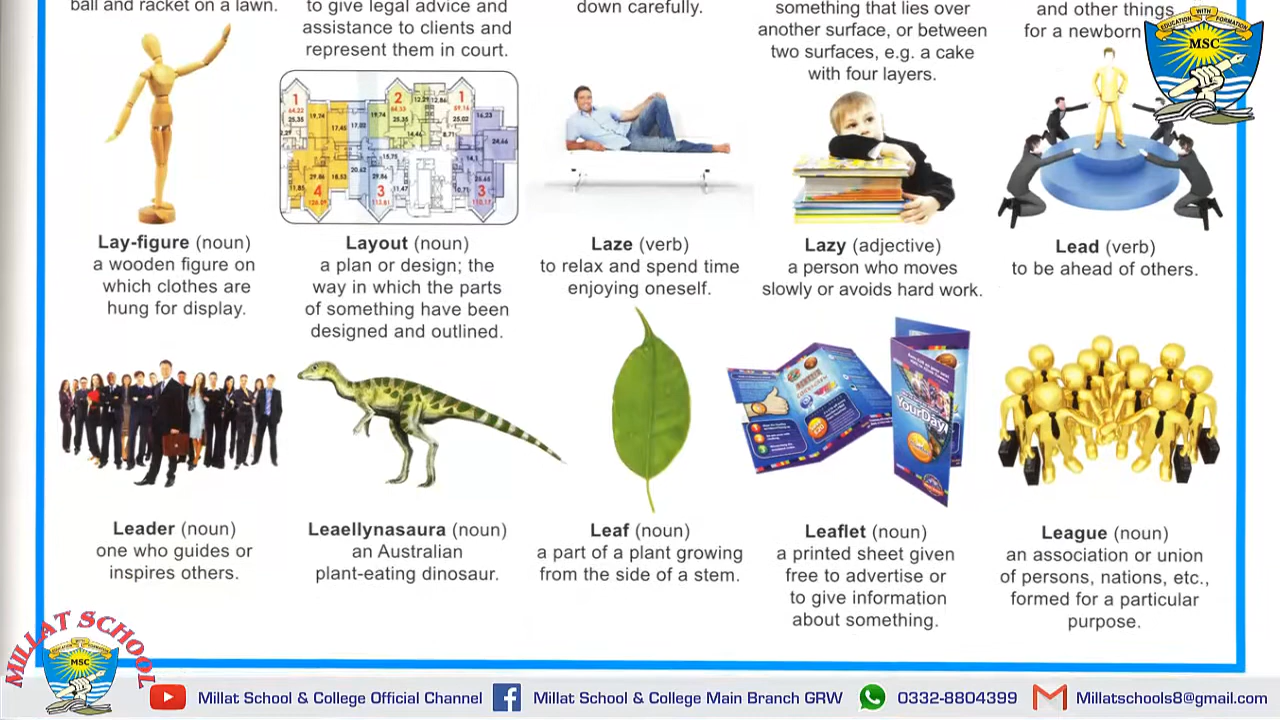 ball and racket on a lawn.
to give legal advice and
assistance to clients and
represent them in court.
down carefully.
something that lies over
another surface, or between
two surfaces, e.g. a cake
with four layers.
and other things
for a newborn
EDUCATION WITH FORMATION
MSC
Lay-figure (noun)
a wooden figure on
which clothes are
hung for display.
Layout (noun)
a plan or design; the
way in which the parts
of something have been
designed and outlined.
Laze (verb)
to relax and spend time
enjoying oneself.
Lazy (adjective)
a person who moves
slowly or avoids hard work.
Lead (verb)
to be ahead of others.
Leader (noun)
one who guides or
inspires others.
Leaellynasaura (noun)
an Australian
plant-eating dinosaur.
Leaf (noun)
a part of a plant growing
from the side of a stem.
YourDay!
Leaflet (noun)
a printed sheet given
free to advertise or
to give information
about something.
League (noun)
an association or union
of persons, nations, etc.,
formed for a particular
purpose.
MILLAT SCHOOL
MSC
Millat School & College Official Channel
Millat School & College Main Branch GRW
0332-8804399
Millatschools8@gmail.com